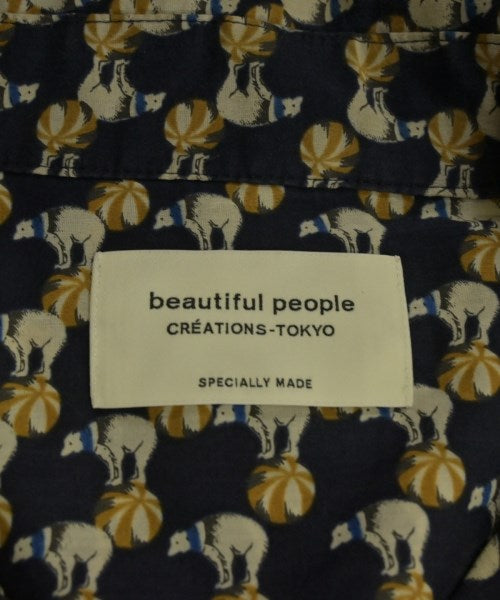 beautiful people
CRÉATIONS-TOKYO
SPECIALLY MADE